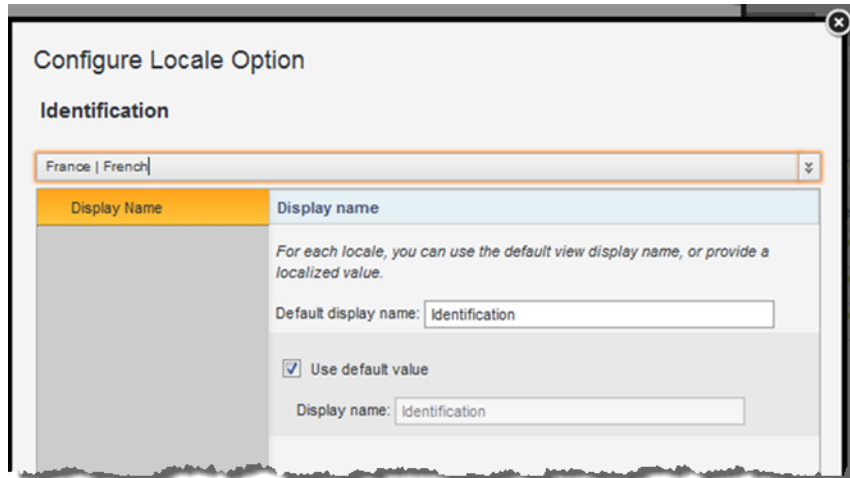 Configure Locale Option
Identification
France | French
Display Name
Display name
For each locale, you can use the default view display name, or provide a
localized value.
Default display name: Identification
Use default value
Display name: Identification